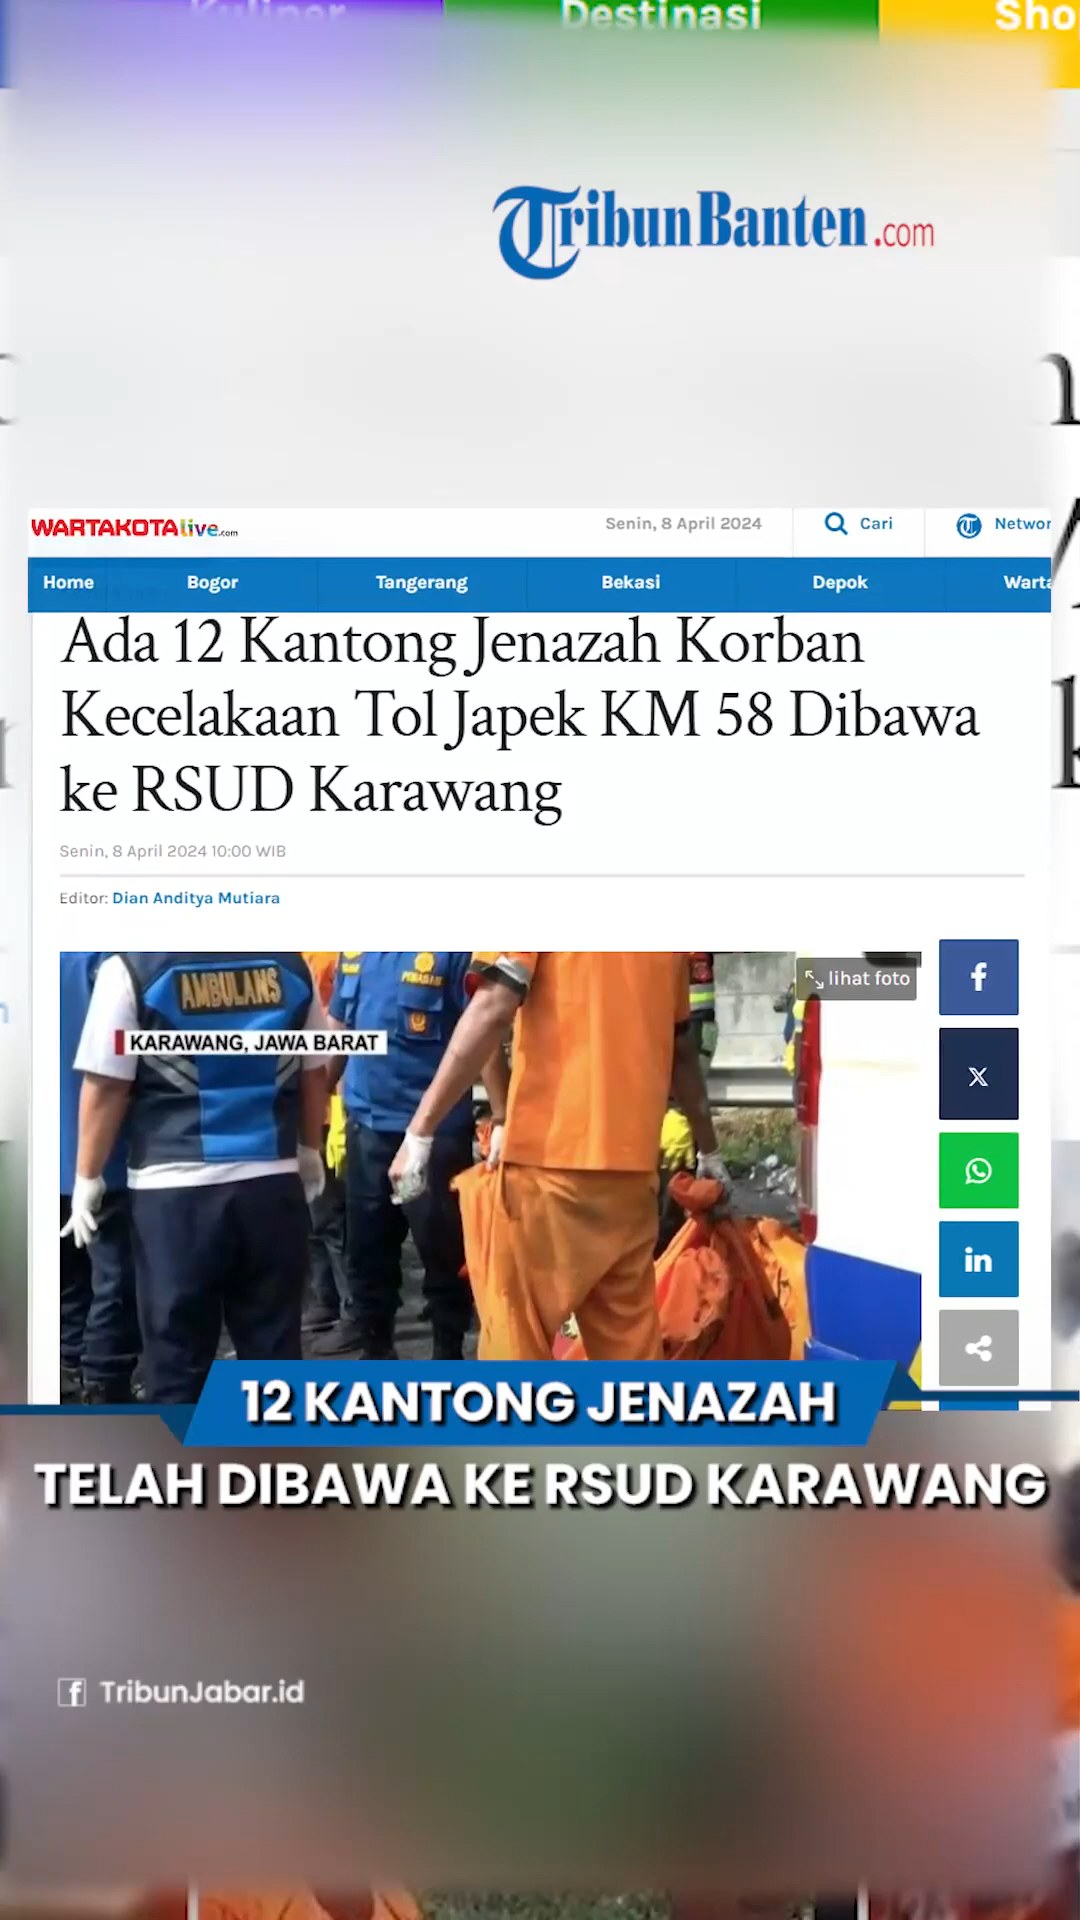 Kuliner
Destinasi
TribunBanten.com
WARTAKOTAlive.com
Senin, 8 April 2024
Cari
Home
Bogor
Tangerang
Bekasi
Depok
Ada 12 Kantong Jenazah Korban
Kecelakaan Tol Japek KM 58 Dibawa
ke RSUD Karawang
Senin, 8 April 2024 10:00 WIB
Editor: Dian Anditya Mutiara
lihat foto
AMBULANS
KARAWANG, JAWA BARAT
12 KANTONG JENAZAH
TELAH DIBAWA KE RSUD KARAWANG
TribunJabar.id